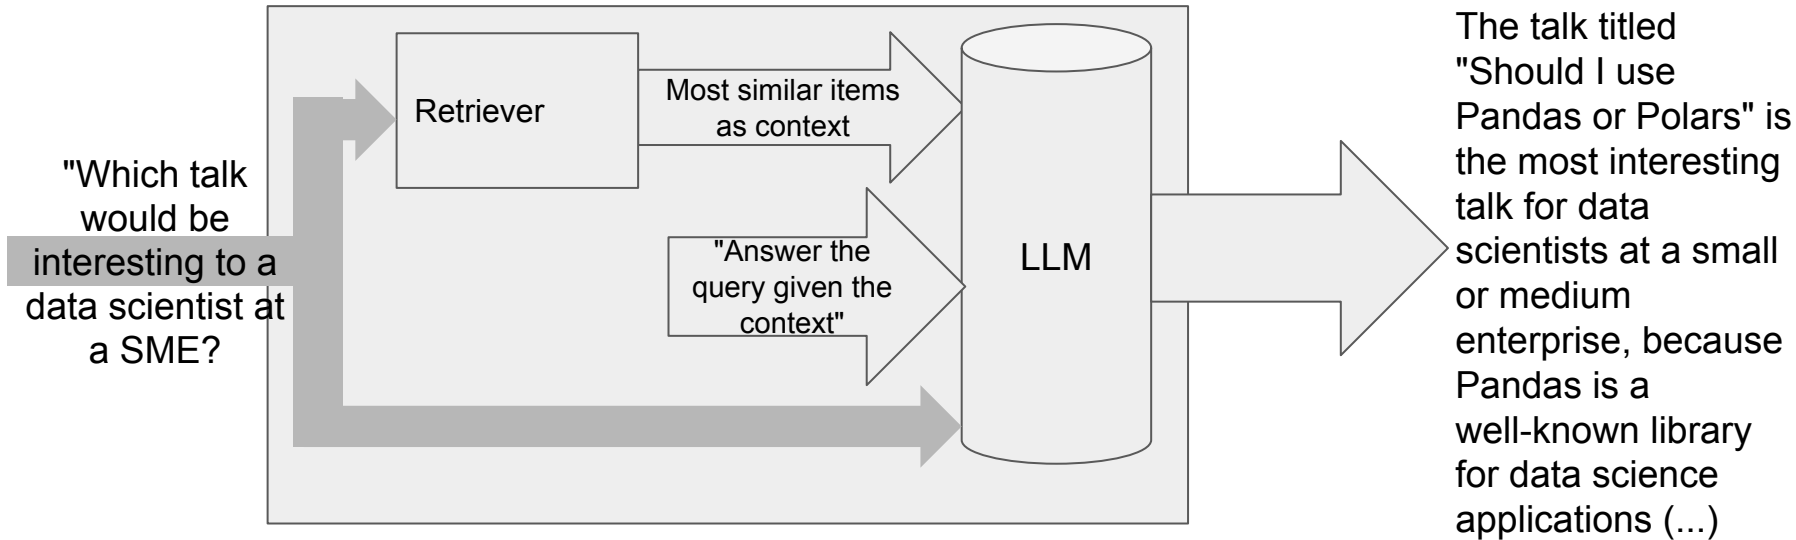 "Which talk
would be
interesting to a
data scientist at
a SME?
Retriever
Most similar items
as context
"Answer the
query given the
context"
LLM
The talk titled
"Should I use
Pandas or Polars" is
the most interesting
talk for data
scientists at a small
or medium
enterprise, because
Pandas is a
well-known library
for data science
applications (...)